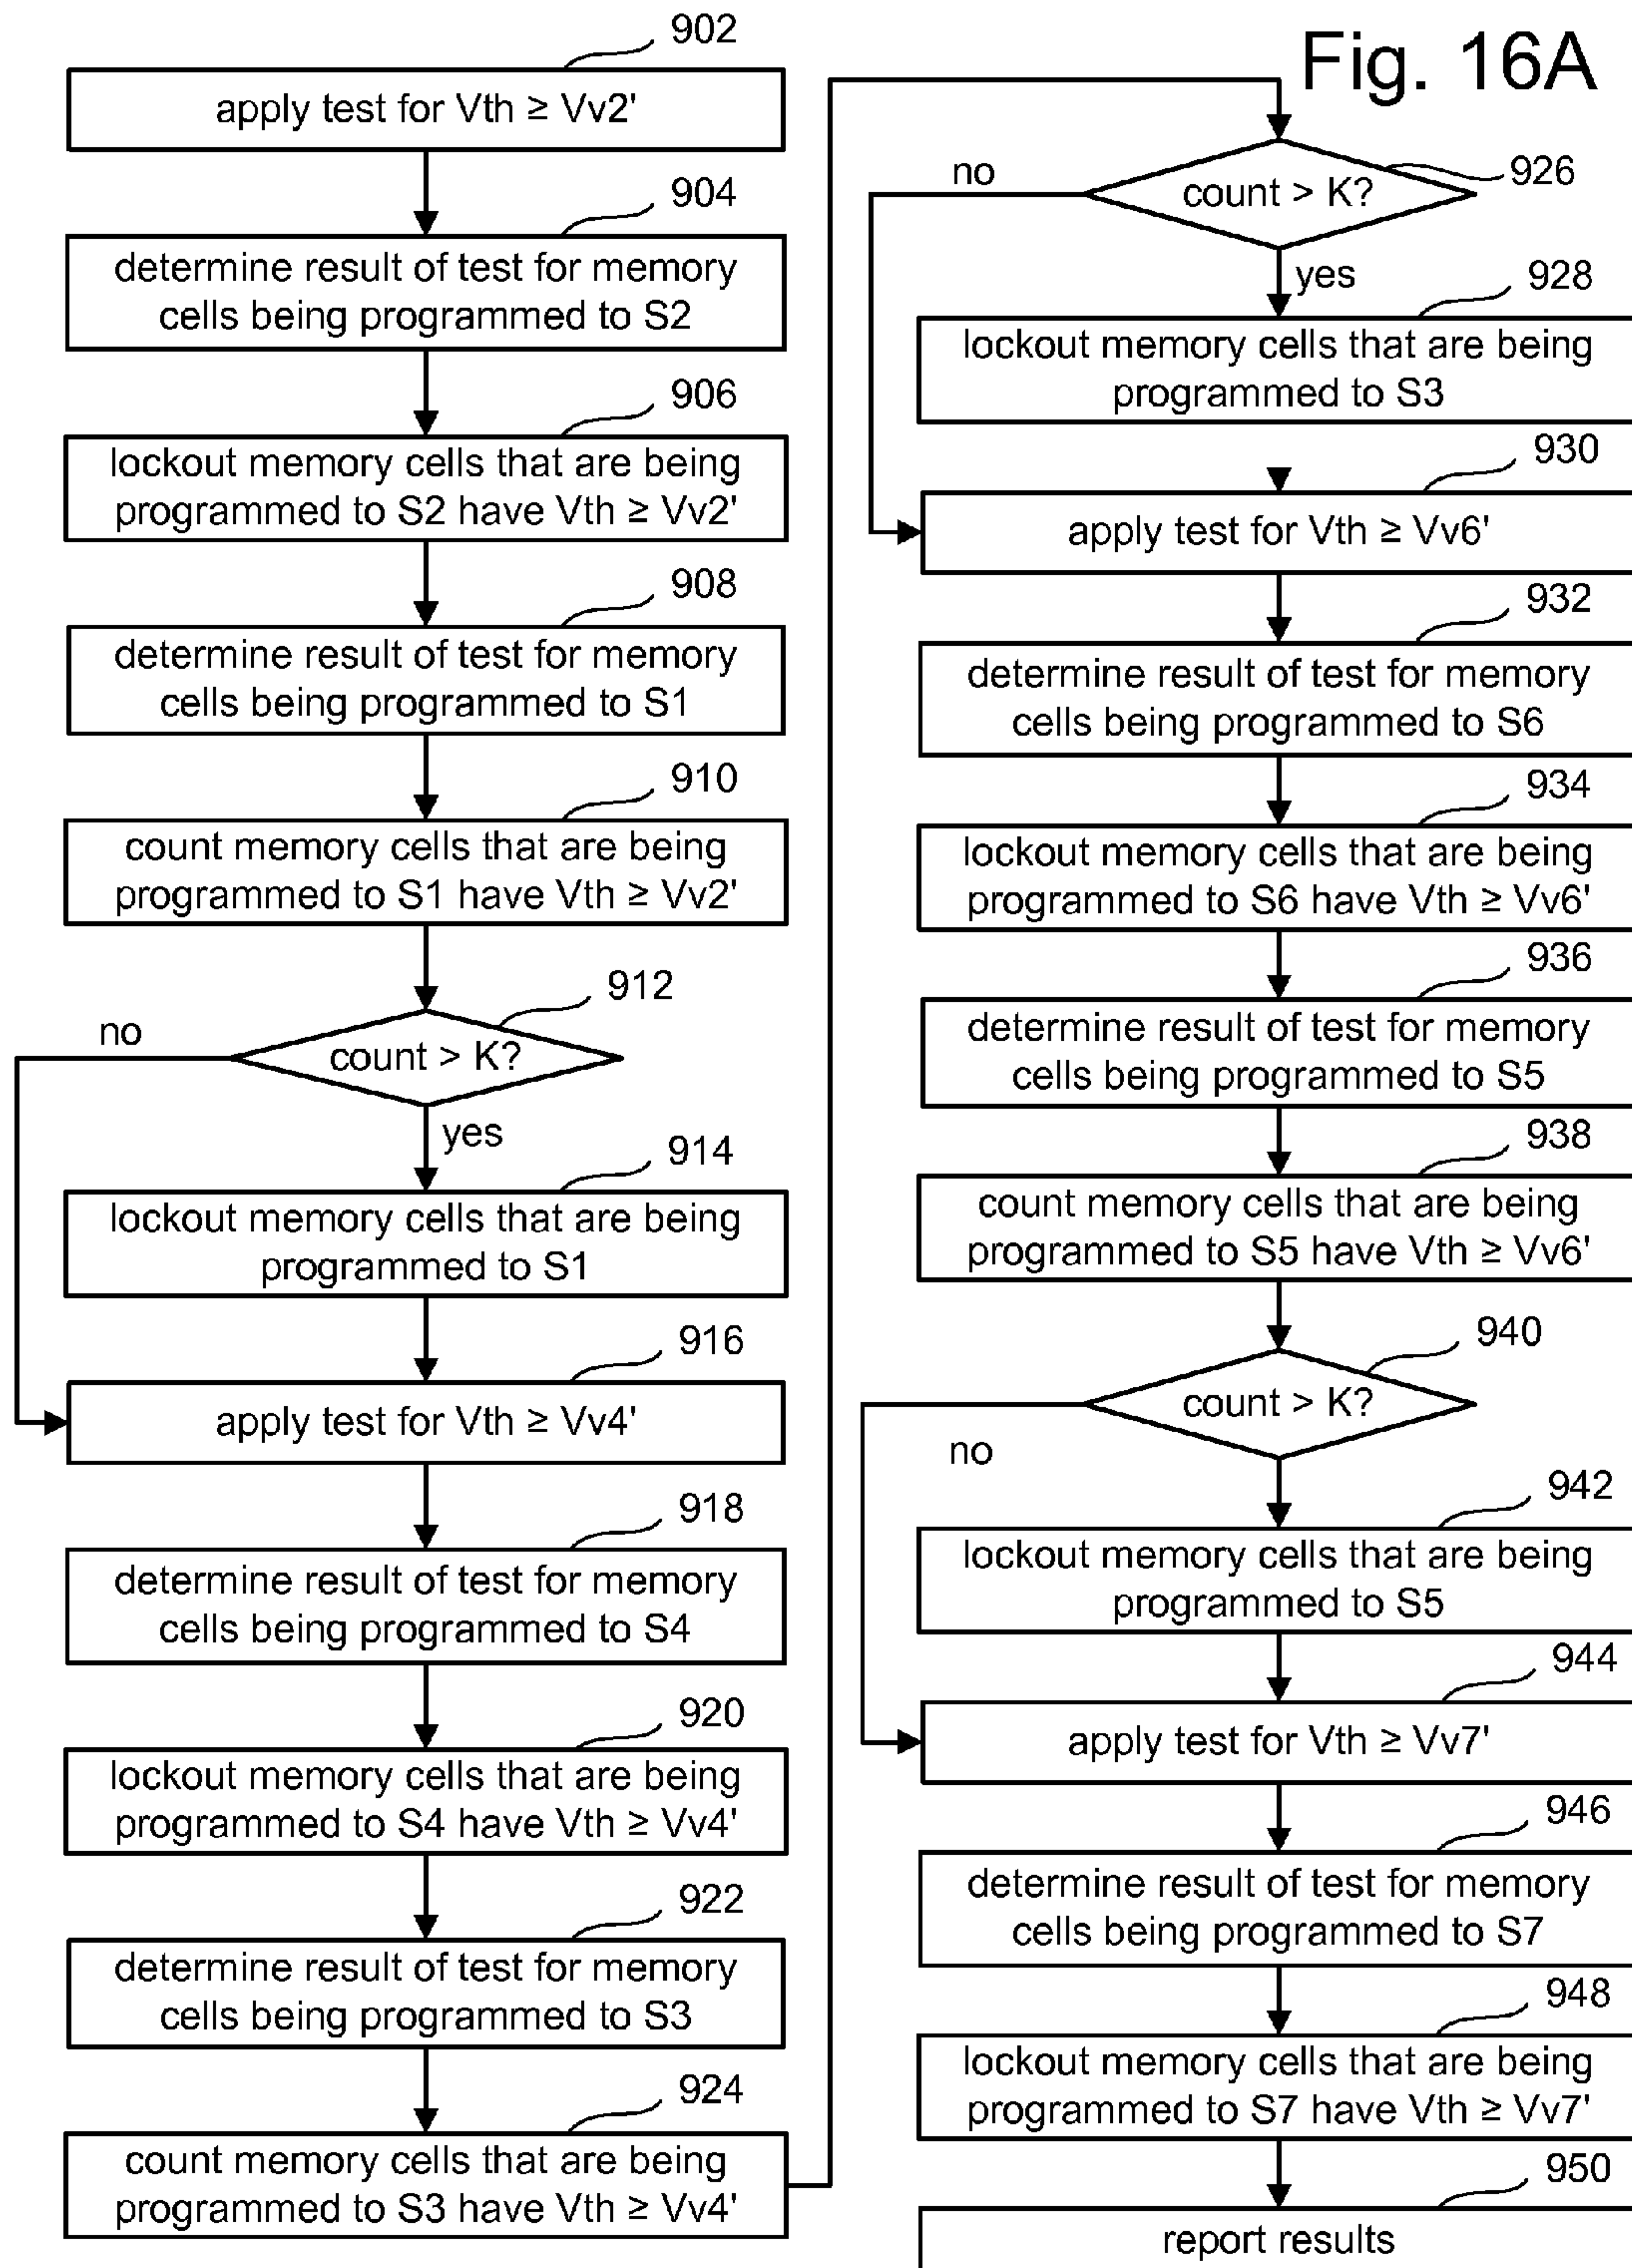 Fig. 16A
902
apply test for Vth ≥ Vv2'
904
determine result of test for memory
cells being programmed to S2
906
lockout memory cells that are being
programmed to S2 have Vth ≥ Vv2'
908
determine result of test for memory
cells being programmed to S1
910
count memory cells that are being
programmed to S1 have Vth ≥ Vv2'
912
count > K?
no
yes
914
lockout memory cells that are being
programmed to S1
916
apply test for Vth ≥ Vv4'
918
determine result of test for memory
cells being programmed to S4
920
lockout memory cells that are being
programmed to S4 have Vth ≥ Vv4'
922
determine result of test for memory
cells being programmed to S3
924
count memory cells that are being
programmed to S3 have Vth ≥ Vv4'
926
count > K?
no
yes
928
lockout memory cells that are being
programmed to S3
930
apply test for Vth ≥ Vv6'
932
determine result of test for memory
cells being programmed to S6
934
lockout memory cells that are being
programmed to S6 have Vth ≥ Vv6'
936
determine result of test for memory
cells being programmed to S5
938
count memory cells that are being
programmed to S5 have Vth ≥ Vv6'
940
count > K?
no
942
lockout memory cells that are being
programmed to S5
944
apply test for Vth ≥ Vv7'
946
determine result of test for memory
cells being programmed to S7
948
lockout memory cells that are being
programmed to S7 have Vth ≥ Vv7'
950
report results